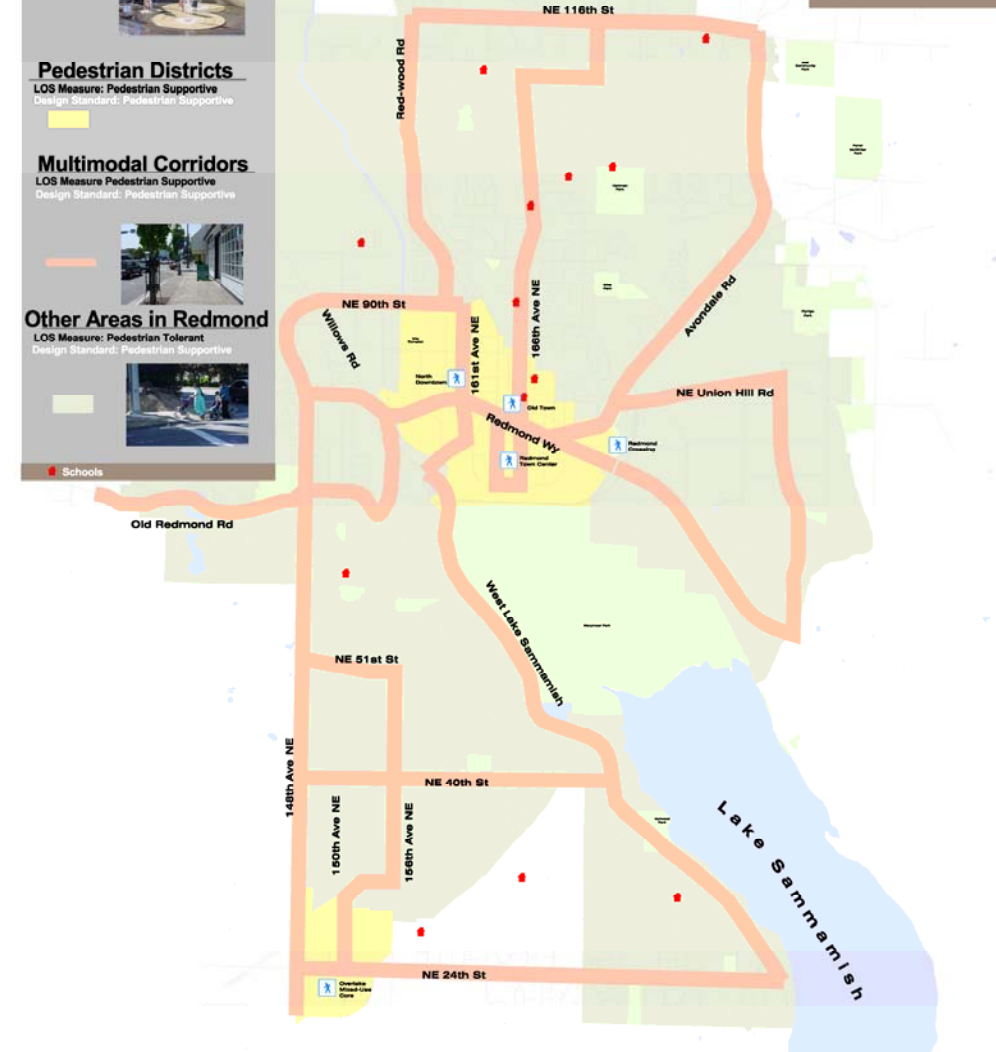 Pedestrian Districts
LOS Measure: Pedestrian Supportive
Design Standard: Pedestrian Supportive
Multimodal Corridors
LOS Measure Pedestrian Supportive
Design Standard: Pedestrian Supportive
Other Areas in Redmond
LOS Measure: Pedestrian Tolerant
Design Standard: Pedestrian Supportive
Schools
NE 116th St
Red-wood Rd
NE 90th St
Willows Rd
161st Ave NE
166th Ave NE
Avondale Rd
North
Downtown
Old Town
NE Union Hill Rd
Redmond Wy
Redmond
Crossing
Redmond
Town Center
Old Redmond Rd
West Lake Sammamish
NE 51st St
148th Ave NE
NE 40th St
150th Ave NE
156th Ave NE
Lake Sammamish
NE 24th St
Overlake
Mixed-Use
Core